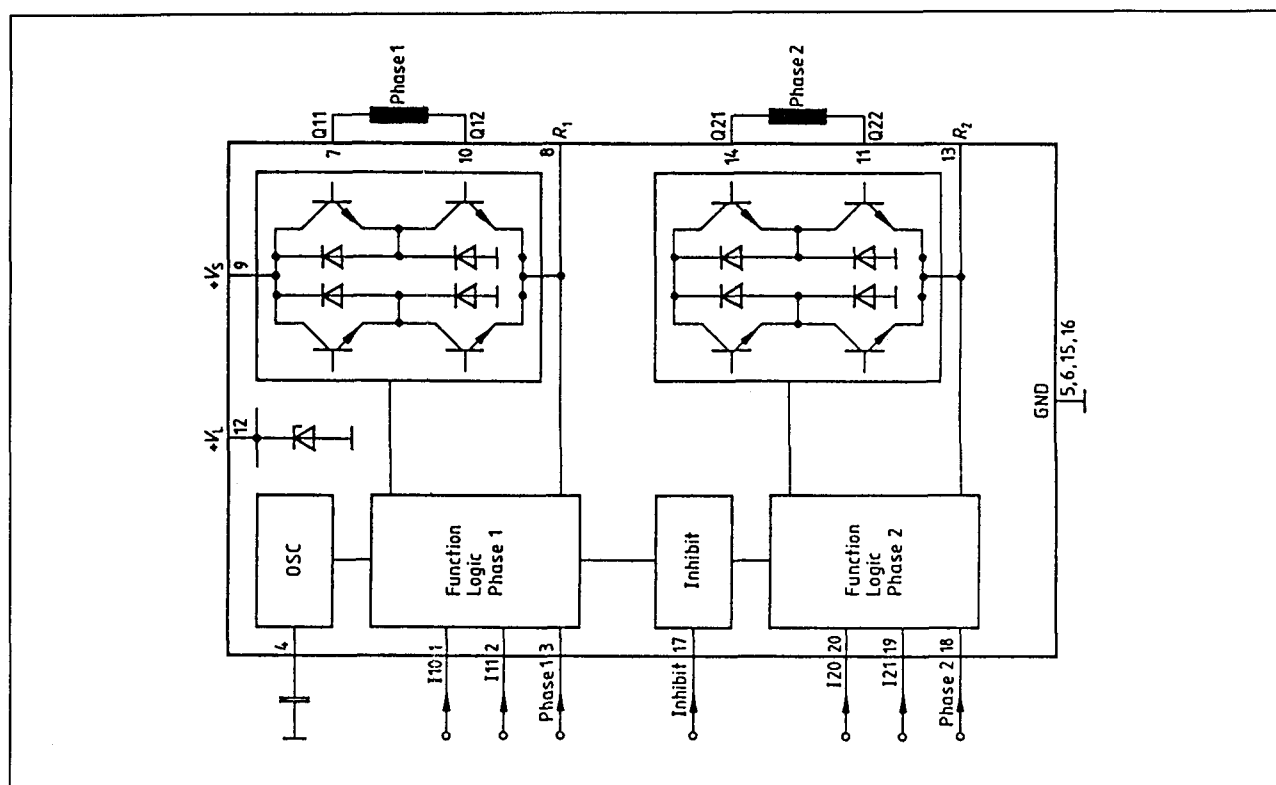 Phase 1
Phase 2
Q11
Q12
R1
Q21
Q22
R2
7
10
8
14
11
13
+VS
9
+VL
12
GND
5,6,15,16
OSC
Function
Logic
Phase 1
Inhibit
Function
Logic
Phase 2
4
I10 1
I11 2
Phase 1 3
Inhibit 17
I20 20
I21 19
Phase 2 18